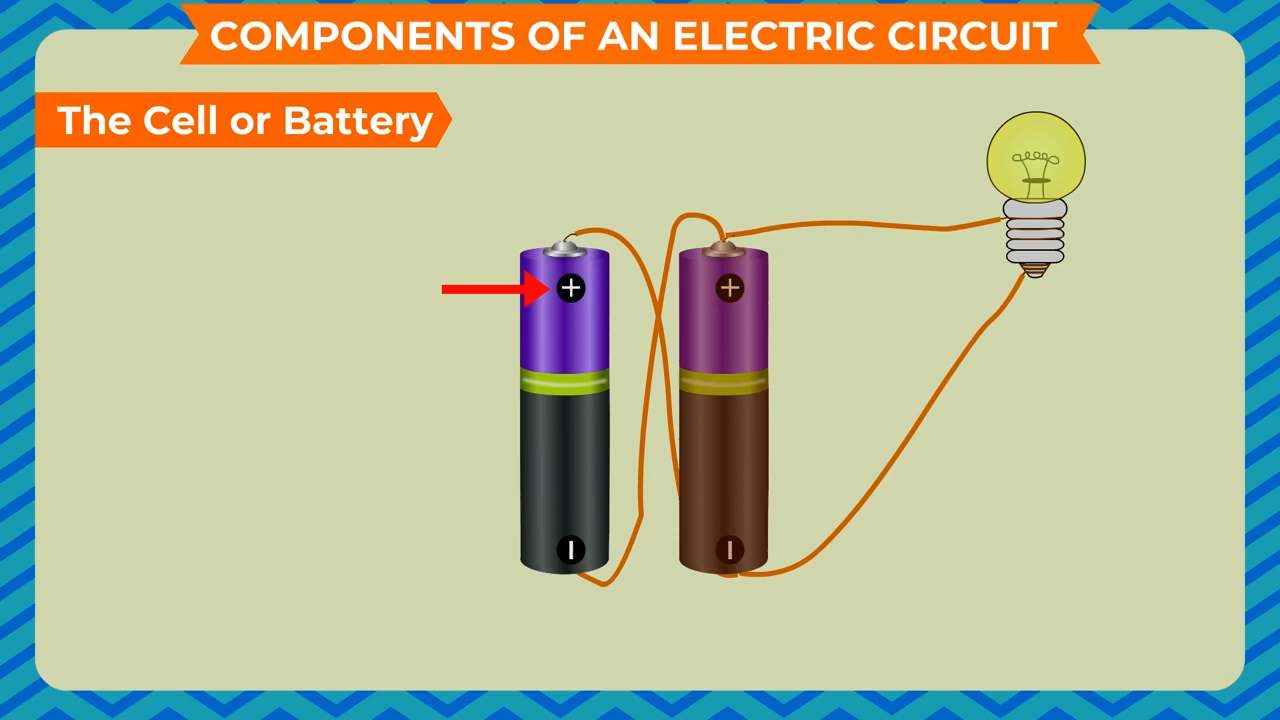 COMPONENTS OF AN ELECTRIC CIRCUIT
The Cell or Battery
+ +
I I